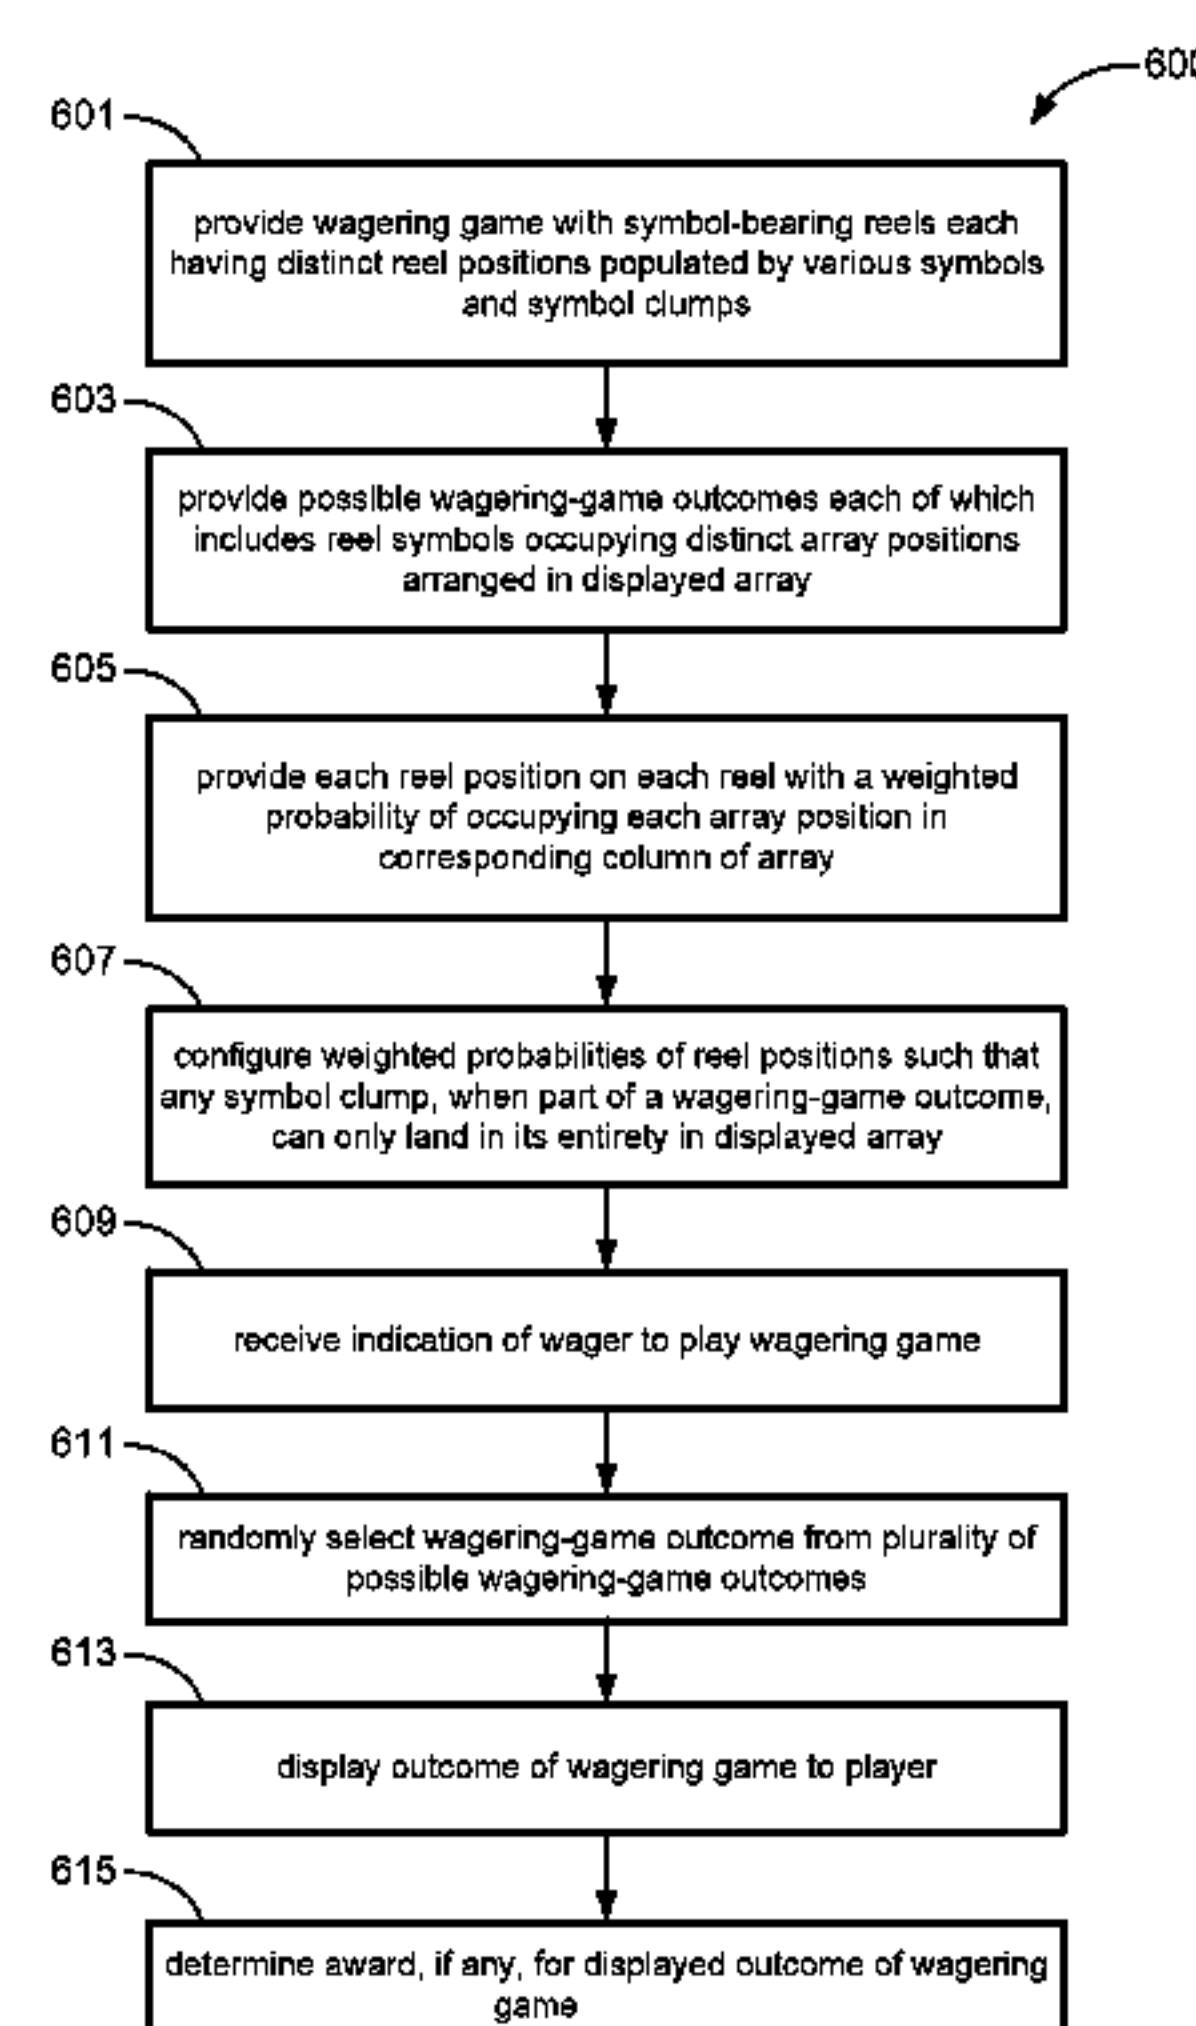 600
601
provide wagering game with symbol-bearing reels each
having distinct reel positions populated by various symbols
and symbol clumps
603
provide possible wagering-game outcomes each of which
includes reel symbols occupying distinct array positions
arranged in displayed array
605
provide each reel position on each reel with a weighted
probability of occupying each array position in
corresponding column of array
607
configure weighted probabilities of reel positions such that
any symbol clump, when part of a wagering-game outcome,
can only land in its entirety in displayed array
609
receive indication of wager to play wagering game
611
randomly select wagering-game outcome from plurality of
possible wagering-game outcomes
613
display outcome of wagering game to player
615
determine award, if any, for displayed outcome of wagering
game